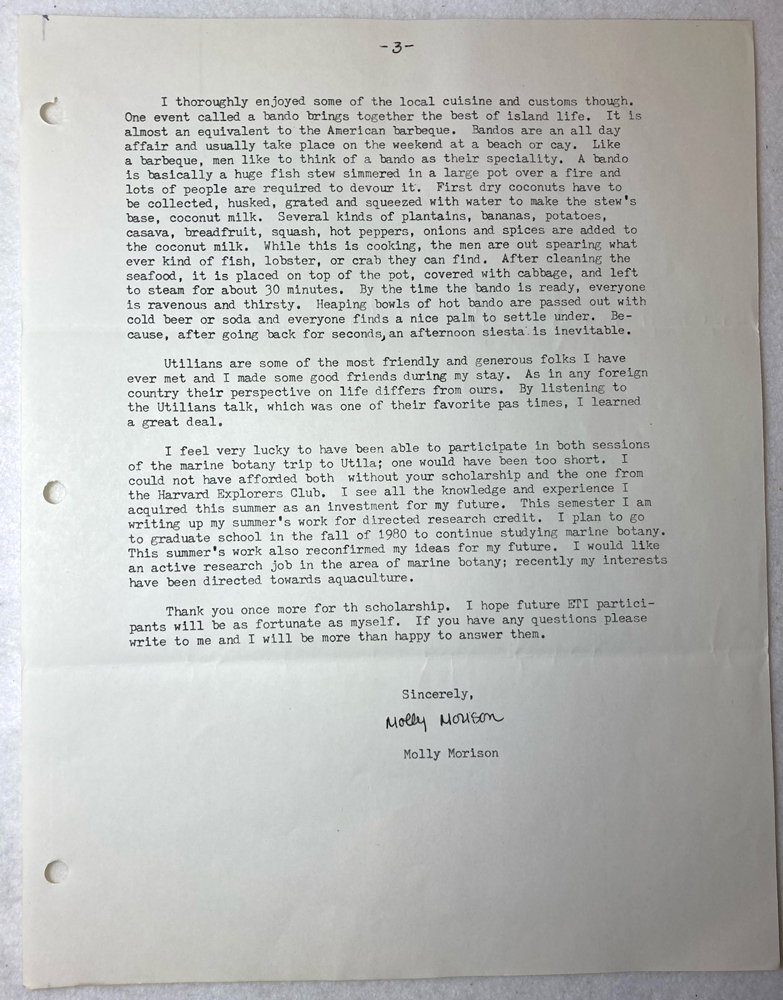 -3-
I thoroughly enjoyed some of the local cuisine and customs though.
One event called a bando brings together the best of island life. It is
almost an equivalent to the American barbeque. Bandos are an all day
affair and usually take place on the weekend at a beach or cay. Like
a barbeque, men like to think of a bando as their speciality. A bando
is basically a huge fish stew simmered in a large pot over a fire and
lots of people are required to devour it. First dry coconuts have to
be collected, husked, grated and squeezed with water to make the stew's
base, coconut milk. Several kinds of plantains, bananas, potatoes,
casava, breadfruit, squash, hot peppers, onions and spices are added to
the coconut milk. While this is cooking, the men are out spearing what
ever kind of fish, lobster, or crab they can find. After cleaning the
seafood, it is placed on top of the pot, covered with cabbage, and left
to steam for about 30 minutes. By the time the bando is ready, everyone
is ravenous and thirsty. Heaping bowls of hot bando are passed out with
cold beer or soda and everyone finds a nice palm to settle under. Be-
cause, after going back for seconds, an afternoon siesta is inevitable.
Utilians are some of the most friendly and generous folks I have
ever met and I made some good friends during my stay. As in any foreign
country their perspective on life differs from ours. By listening to
the Utilians talk, which was one of their favorite pas times, I learned
a great deal.
I feel very lucky to have been able to participate in both sessions
of the marine botany trip to Utila; one would have been too short. I
could not have afforded both without your scholarship and the one from
the Harvard Explorers Club. I see all the knowledge and experience I
acquired this summer as an investment for my future. This semester I am
writing up my summer's work for directed research credit. I plan to go
to graduate school in the fall of 1980 to continue studying marine botany.
This summer's work also reconfirmed my ideas for my future. I would like
an active research job in the area of marine botany; recently my interests
have been directed towards aquaculture.
Thank you once more for th scholarship. I hope future ETI partici-
pants will be as fortunate as myself. If you have any questions please
write to me and I will be more than happy to answer them.
Sincerely,
Molly Morison
Molly Morison